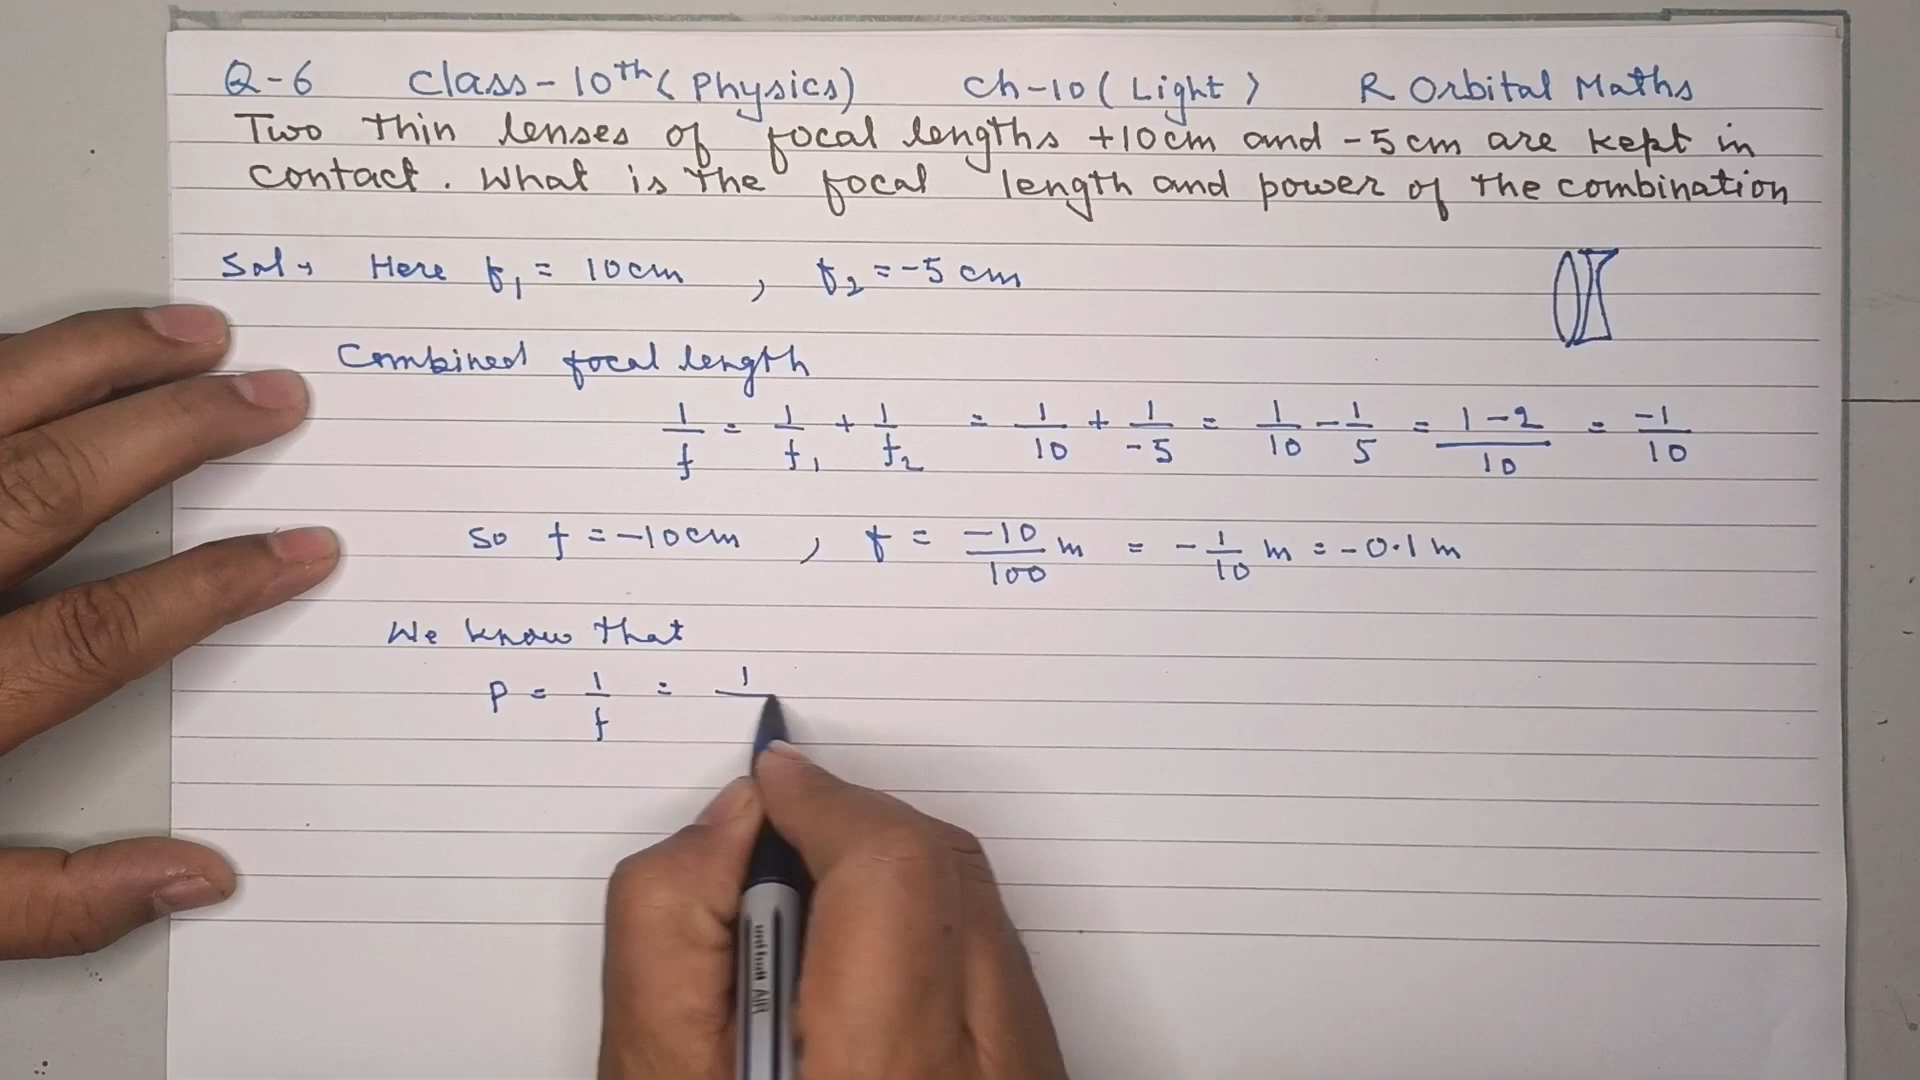 Q-6 Class-10th (Physics) Ch-10 (Light) R Orbital Maths
Two thin lenses of focal lengths +10cm and -5cm are kept in
contact. What is the focal length and power of the combination
Sol→ Here f₁ = 10cm , f₂ = -5 cm
Combined focal length
1/f = 1/f₁ + 1/f₂ = 1/10 + 1/-5 = 1/10 - 1/5 = 1-2/10 = -1/10
So f = -10cm , f = -10/100 m = -1/10 m = -0.1 m
We know that
P = 1/f = 1
uni-ball AIR